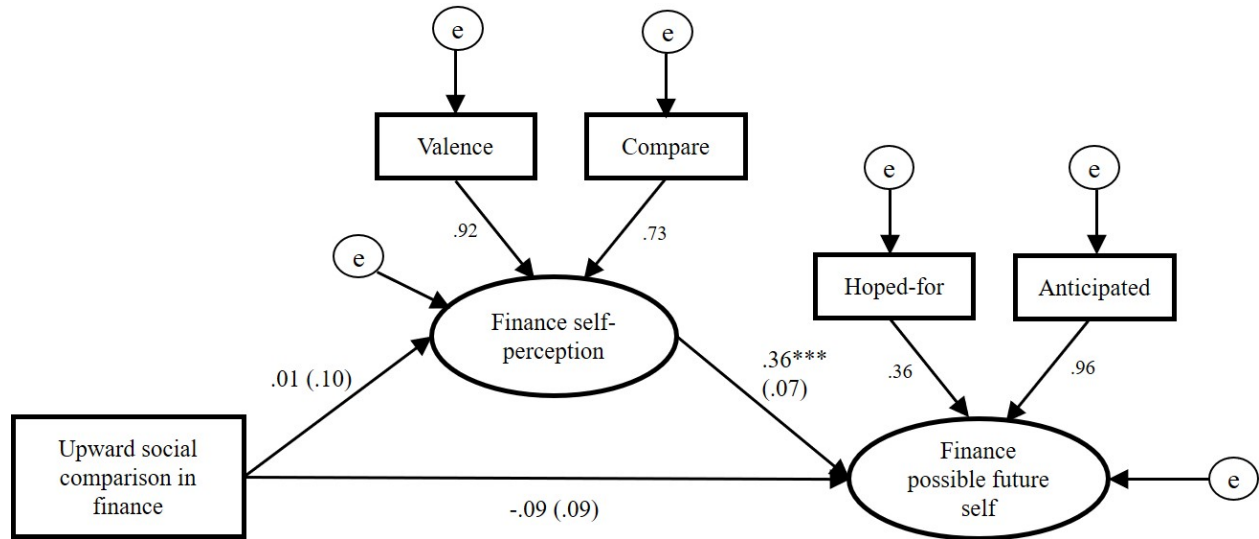 e
e
Valence
Compare
e
e
.92
.73
e
Hoped-for
Anticipated
Finance self-
perception
.01 (.10)
.36***
(.07)
.36
.96
Upward social
comparison in
finance
-.09 (.09)
Finance
possible future
self
e